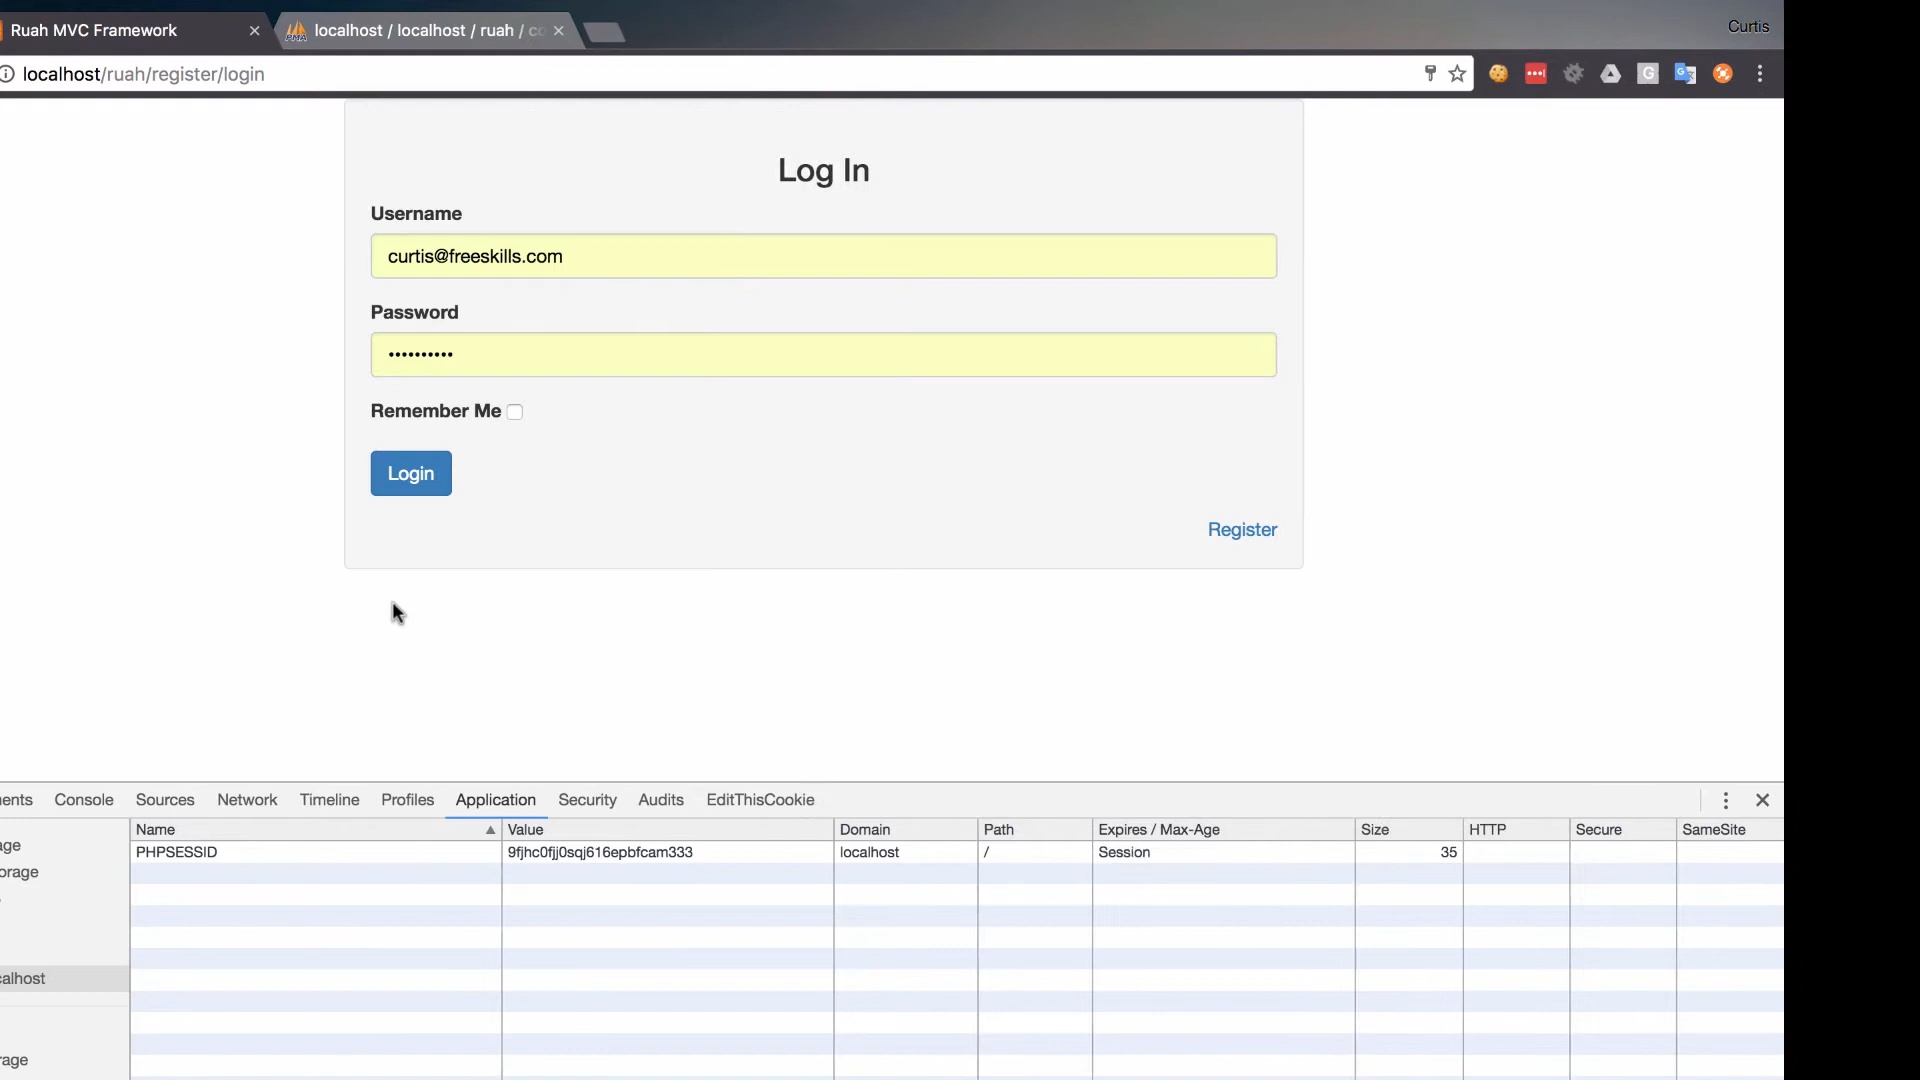 Curtis
Ruah MVC Framework
localhost / localhost / ruah / co
localhost/ruah/register/login
Log In
Username
curtis@freeskills.com
Password
••••••••••
Remember Me
Login
Register
ents Console Sources Network Timeline Profiles Application Security Audits EditThisCookie
age
orage
alhost
rage
Name Value Domain Path Expires / Max-Age Size HTTP Secure SameSite
PHPSESSID 9fjhc0fjj0sqj616epbfcam333 localhost / Session 35